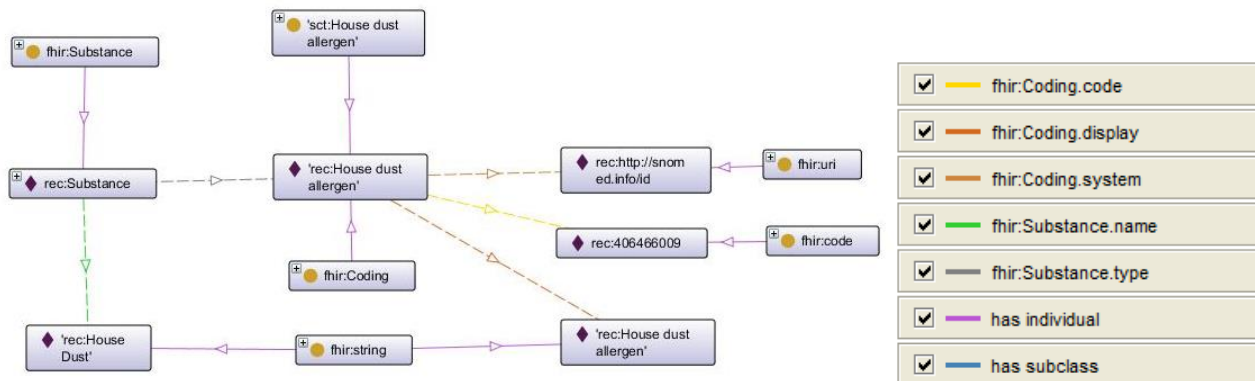 fhir:Substance
'sct:House dust
allergen'
rec:Substance
'rec:House dust
allergen'
rec:http://snom
ed.info/id
fhir:uri
rec:406466009
fhir:code
fhir:Coding
'rec:House
Dust'
fhir:string
'rec:House dust
allergen'
fhir:Coding.code
fhir:Coding.display
fhir:Coding.system
fhir:Substance.name
fhir:Substance.type
has individual
has subclass